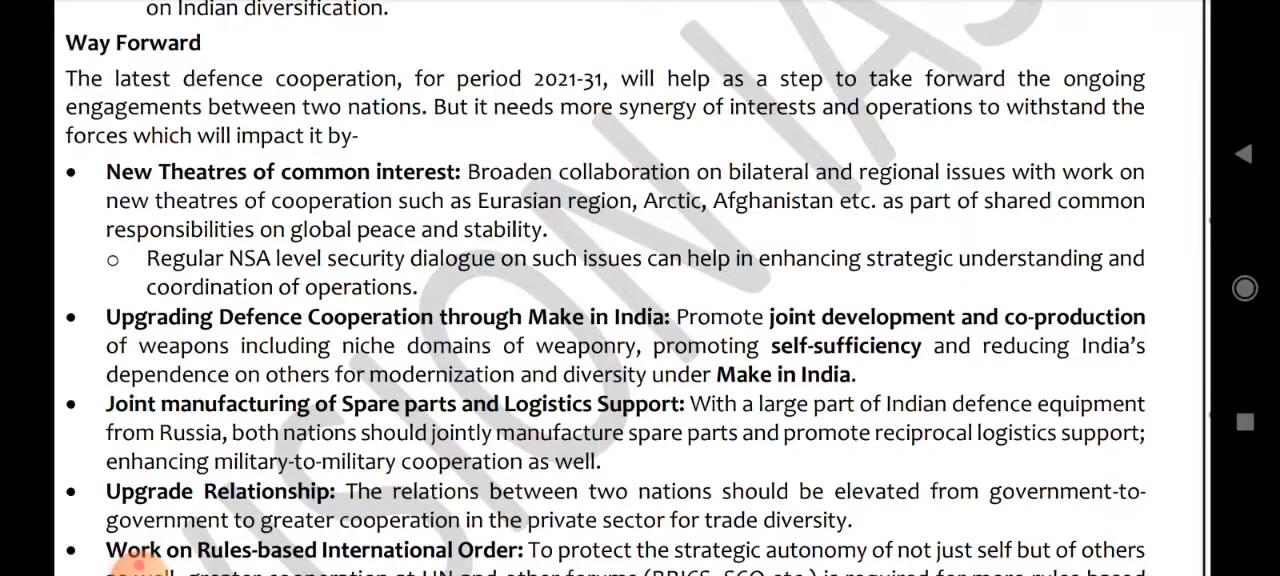 on Indian diversification.
Way Forward
The latest defence cooperation, for period 2021-31, will help as a step to take forward the ongoing
engagements between two nations. But it needs more synergy of interests and operations to withstand the
forces which will impact it by-
• New Theatres of common interest: Broaden collaboration on bilateral and regional issues with work on
new theatres of cooperation such as Eurasian region, Arctic, Afghanistan etc. as part of shared common
responsibilities on global peace and stability.
o Regular NSA level security dialogue on such issues can help in enhancing strategic understanding and
coordination of operations.
• Upgrading Defence Cooperation through Make in India: Promote joint development and co-production
of weapons including niche domains of weaponry, promoting self-sufficiency and reducing India's
dependence on others for modernization and diversity under Make in India.
• Joint manufacturing of Spare parts and Logistics Support: With a large part of Indian defence equipment
from Russia, both nations should jointly manufacture spare parts and promote reciprocal logistics support;
enhancing military-to-military cooperation as well.
• Upgrade Relationship: The relations between two nations should be elevated from government-to-
government to greater cooperation in the private sector for trade diversity.
• Work on Rules-based International Order: To protect the strategic autonomy of not just self but of others
VISION IAS